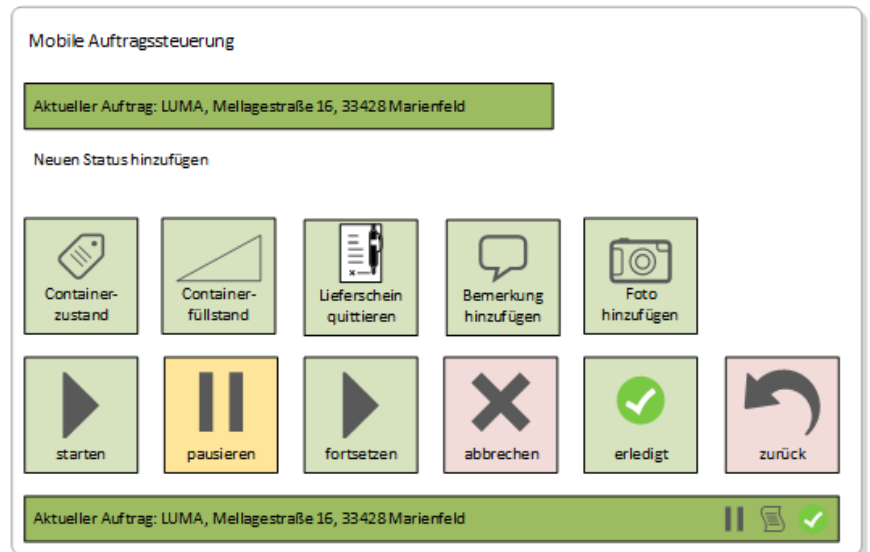 Mobile Auftragssteuerung
Aktueller Auftrag: LUMA, Mellagestraße 16, 33428 Marienfeld
Neuen Status hinzufügen
Container-
zustand
Container-
füllstand
Lieferschein
quittieren
Bemerkung
hinzufügen
Foto
hinzufügen
starten
pausieren
fortsetzen
abbrechen
erledigt
zurück
Aktueller Auftrag: LUMA, Mellagestraße 16, 33428 Marienfeld